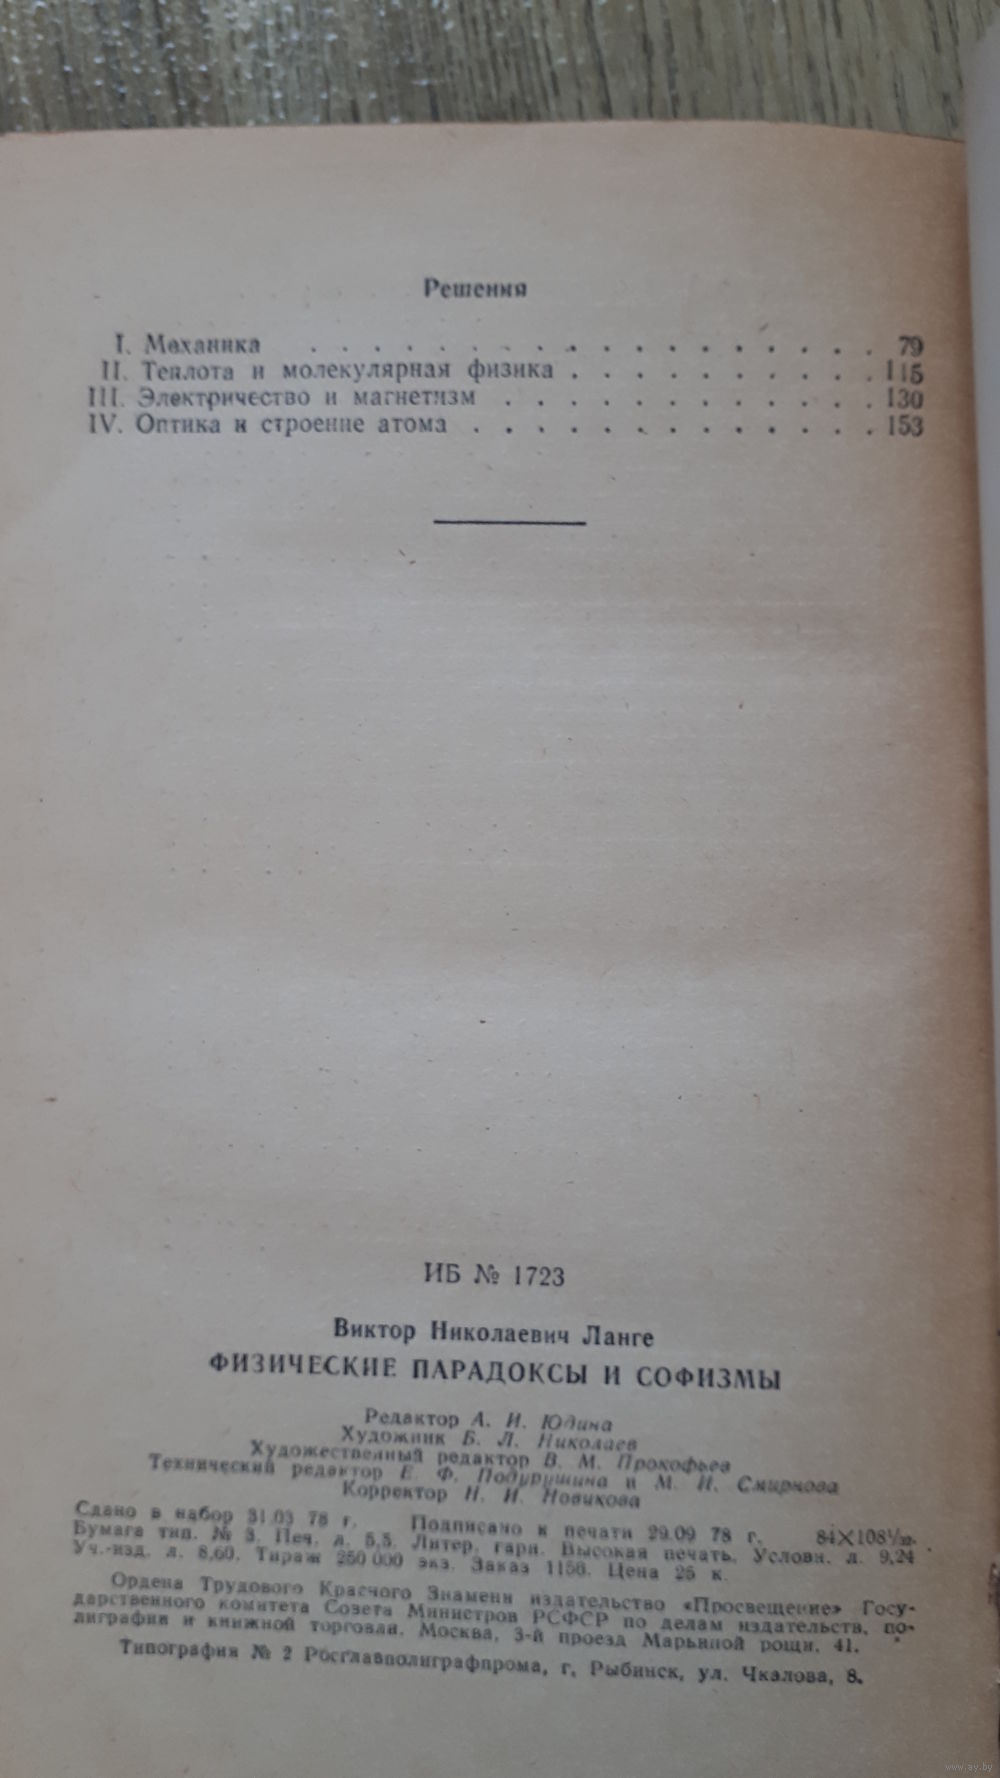 Решения
I. Механика . . . . . . . . . . . . . . . . . . 79
II. Теплота и молекулярная физика . . . . . . . . . . 115
III. Электричество и магнетизм . . . . . . . . . . . . 130
IV. Оптика и строение атома . . . . . . . . . . . . . 153
ИБ № 1723
Виктор Николаевич Ланге
ФИЗИЧЕСКИЕ ПАРАДОКСЫ И СОФИЗМЫ
Редактор А. И. Юдина
Художник Б. Л. Николаев
Художественный редактор В. М. Прокофьев
Технический редактор Е. Ф. Подурушина и М. И. Смирнова
Корректор Н. И. Новикова
Сдано в набор 31.03 78 г. Подписано к печати 29.09 78 г. 84×108¹/₃₂.
Бумага тип. № 3. Печ. л. 5,5. Литер. гарн. Высокая печать. Условн. л. 9,24
Уч.-изд. л. 8,60. Тираж 250 000 экз. Заказ 1156. Цена 25 к.
Ордена Трудового Красного Знамени издательство «Просвещение» Госу-
дарственного комитета Совета Министров РСФСР по делам издательств, по-
лиграфии и книжной торговли. Москва, 3-й проезд Марьиной рощи, 41.
Типография № 2 Росглавполиграфпрома, г. Рыбинск, ул. Чкалова, 8.
www.ay.by